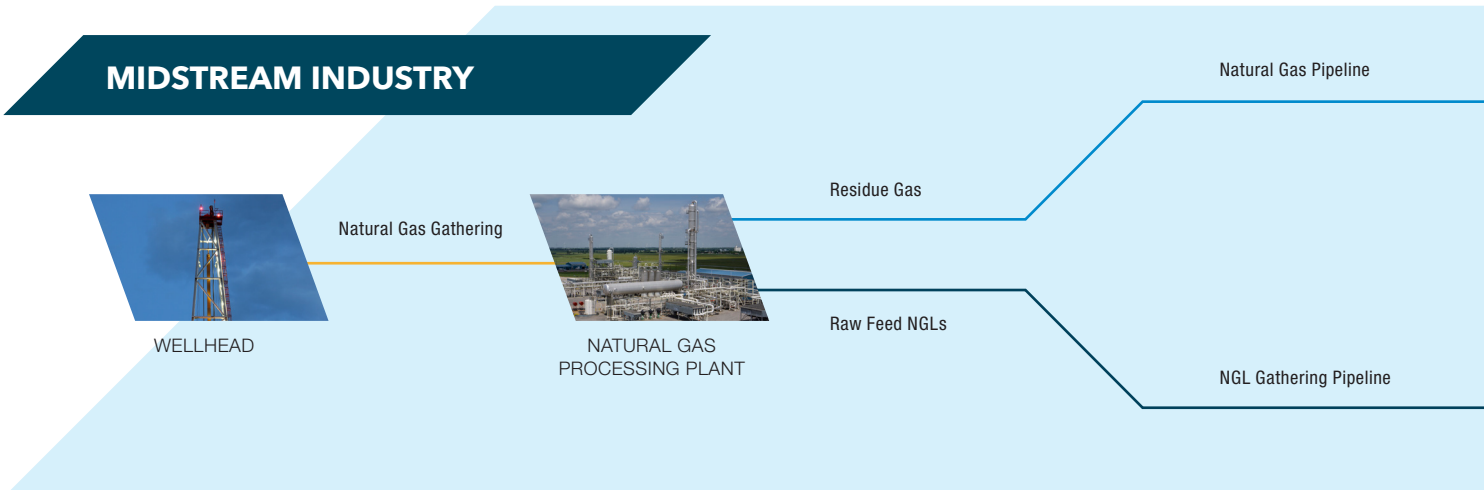 MIDSTREAM INDUSTRY
Natural Gas Pipeline
Residue Gas
Natural Gas Gathering
Raw Feed NGLs
WELLHEAD
NATURAL GAS
PROCESSING PLANT
NGL Gathering Pipeline